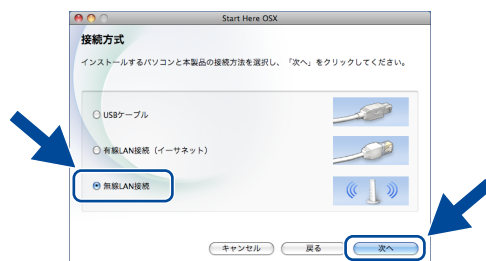 Start Here OSX
接続方式
インストールするパソコンと本製品の接続方法を選択し、「次へ」をクリックしてください。
USBケーブル
有線LAN接続（イーサネット）
無線LAN接続
キャンセル 戻る 次へ